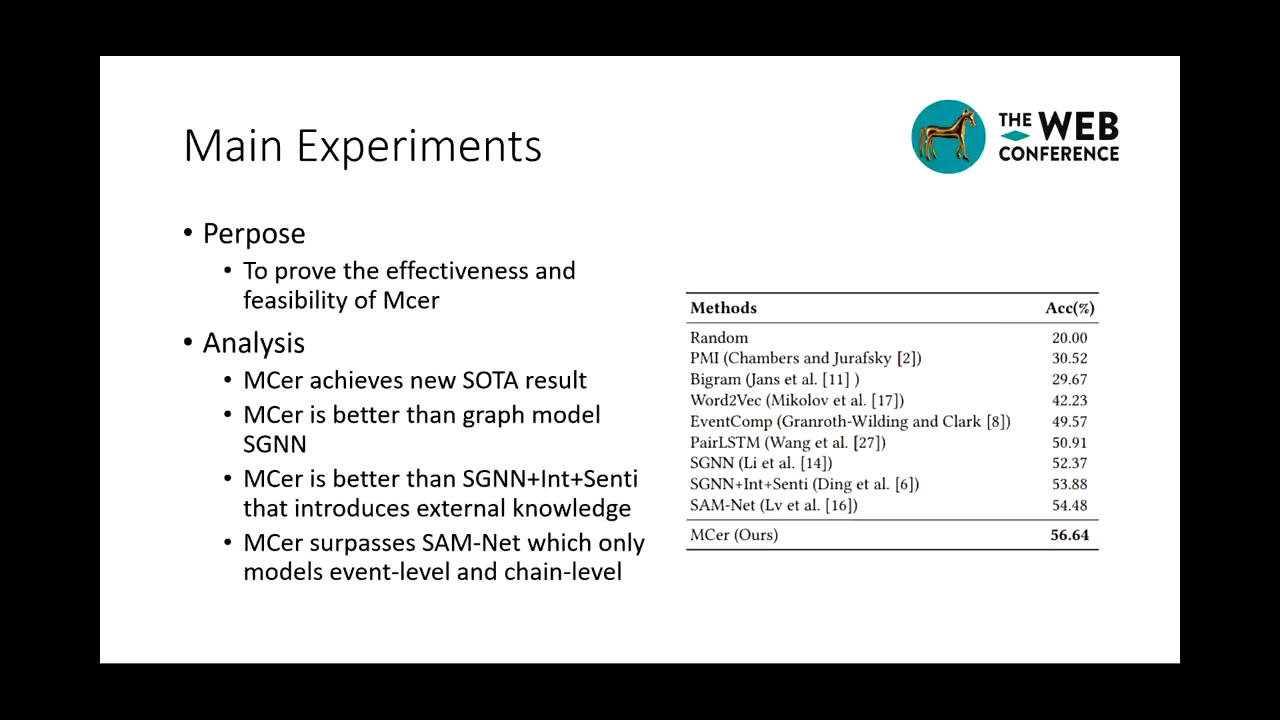 Main Experiments
THE WEB
CONFERENCE
• Perpose
• To prove the effectiveness and
feasibility of Mcer
• Analysis
• MCer achieves new SOTA result
• MCer is better than graph model
SGNN
• MCer is better than SGNN+Int+Senti
that introduces external knowledge
• MCer surpasses SAM-Net which only
models event-level and chain-level
Methods Acc(%)
Random 20.00
PMI (Chambers and Jurafsky [2]) 30.52
Bigram (Jans et al. [11] ) 29.67
Word2Vec (Mikolov et al. [17]) 42.23
EventComp (Granroth-Wilding and Clark [8]) 49.57
PairLSTM (Wang et al. [27]) 50.91
SGNN (Li et al. [14]) 52.37
SGNN+Int+Senti (Ding et al. [6]) 53.88
SAM-Net (Lv et al. [16]) 54.48
MCer (Ours) 56.64